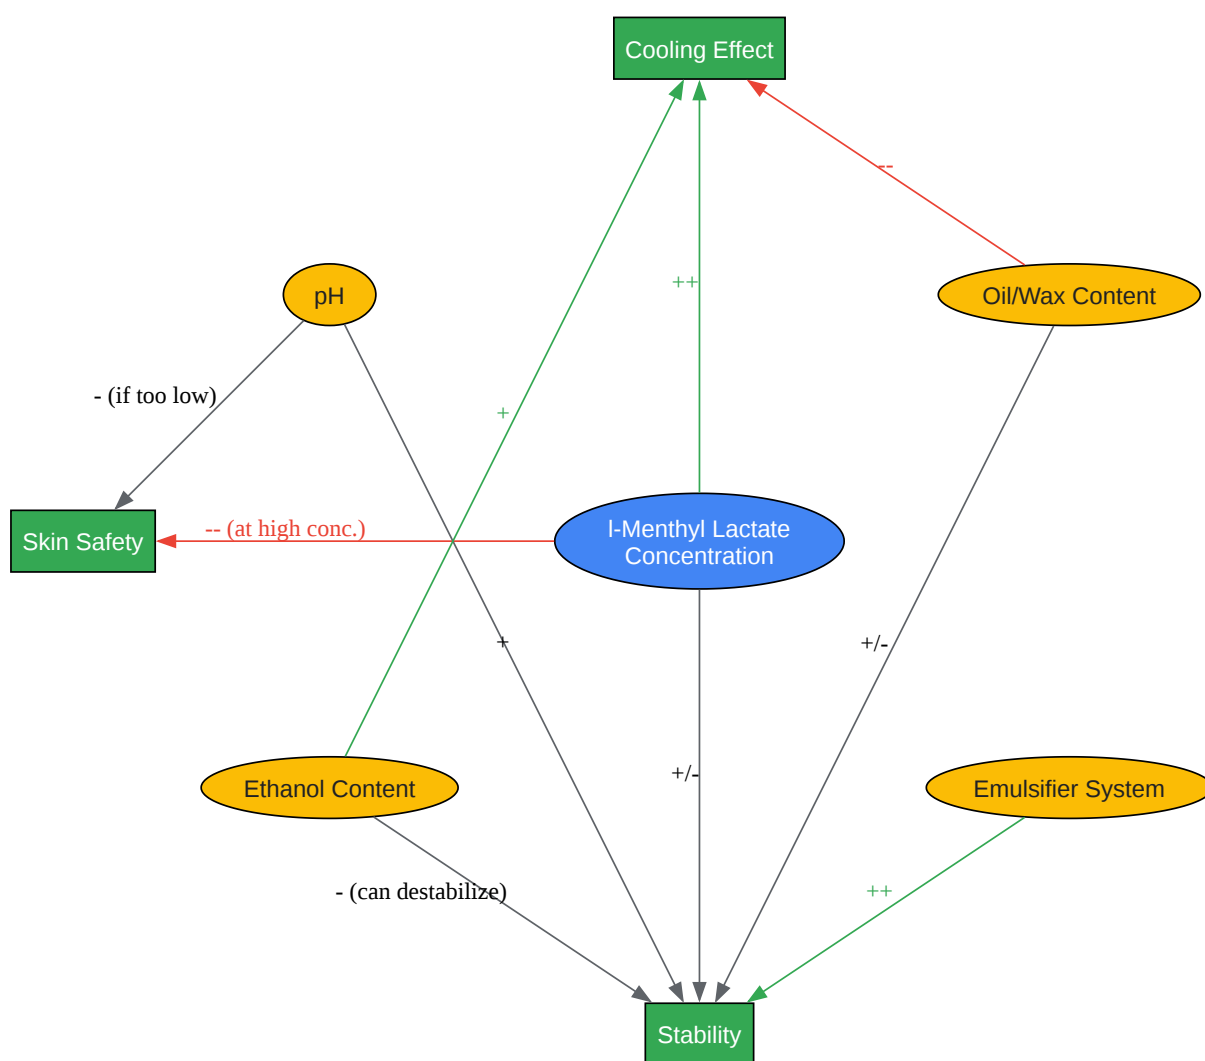 Cooling Effect
--
++
pH
Oil/Wax Content
- (if too low)
+
Skin Safety
-- (at high conc.)
l-Menthyl Lactate
Concentration
+
+/-
+/-
Ethanol Content
Emulsifier System
- (can destabilize)
++
Stability